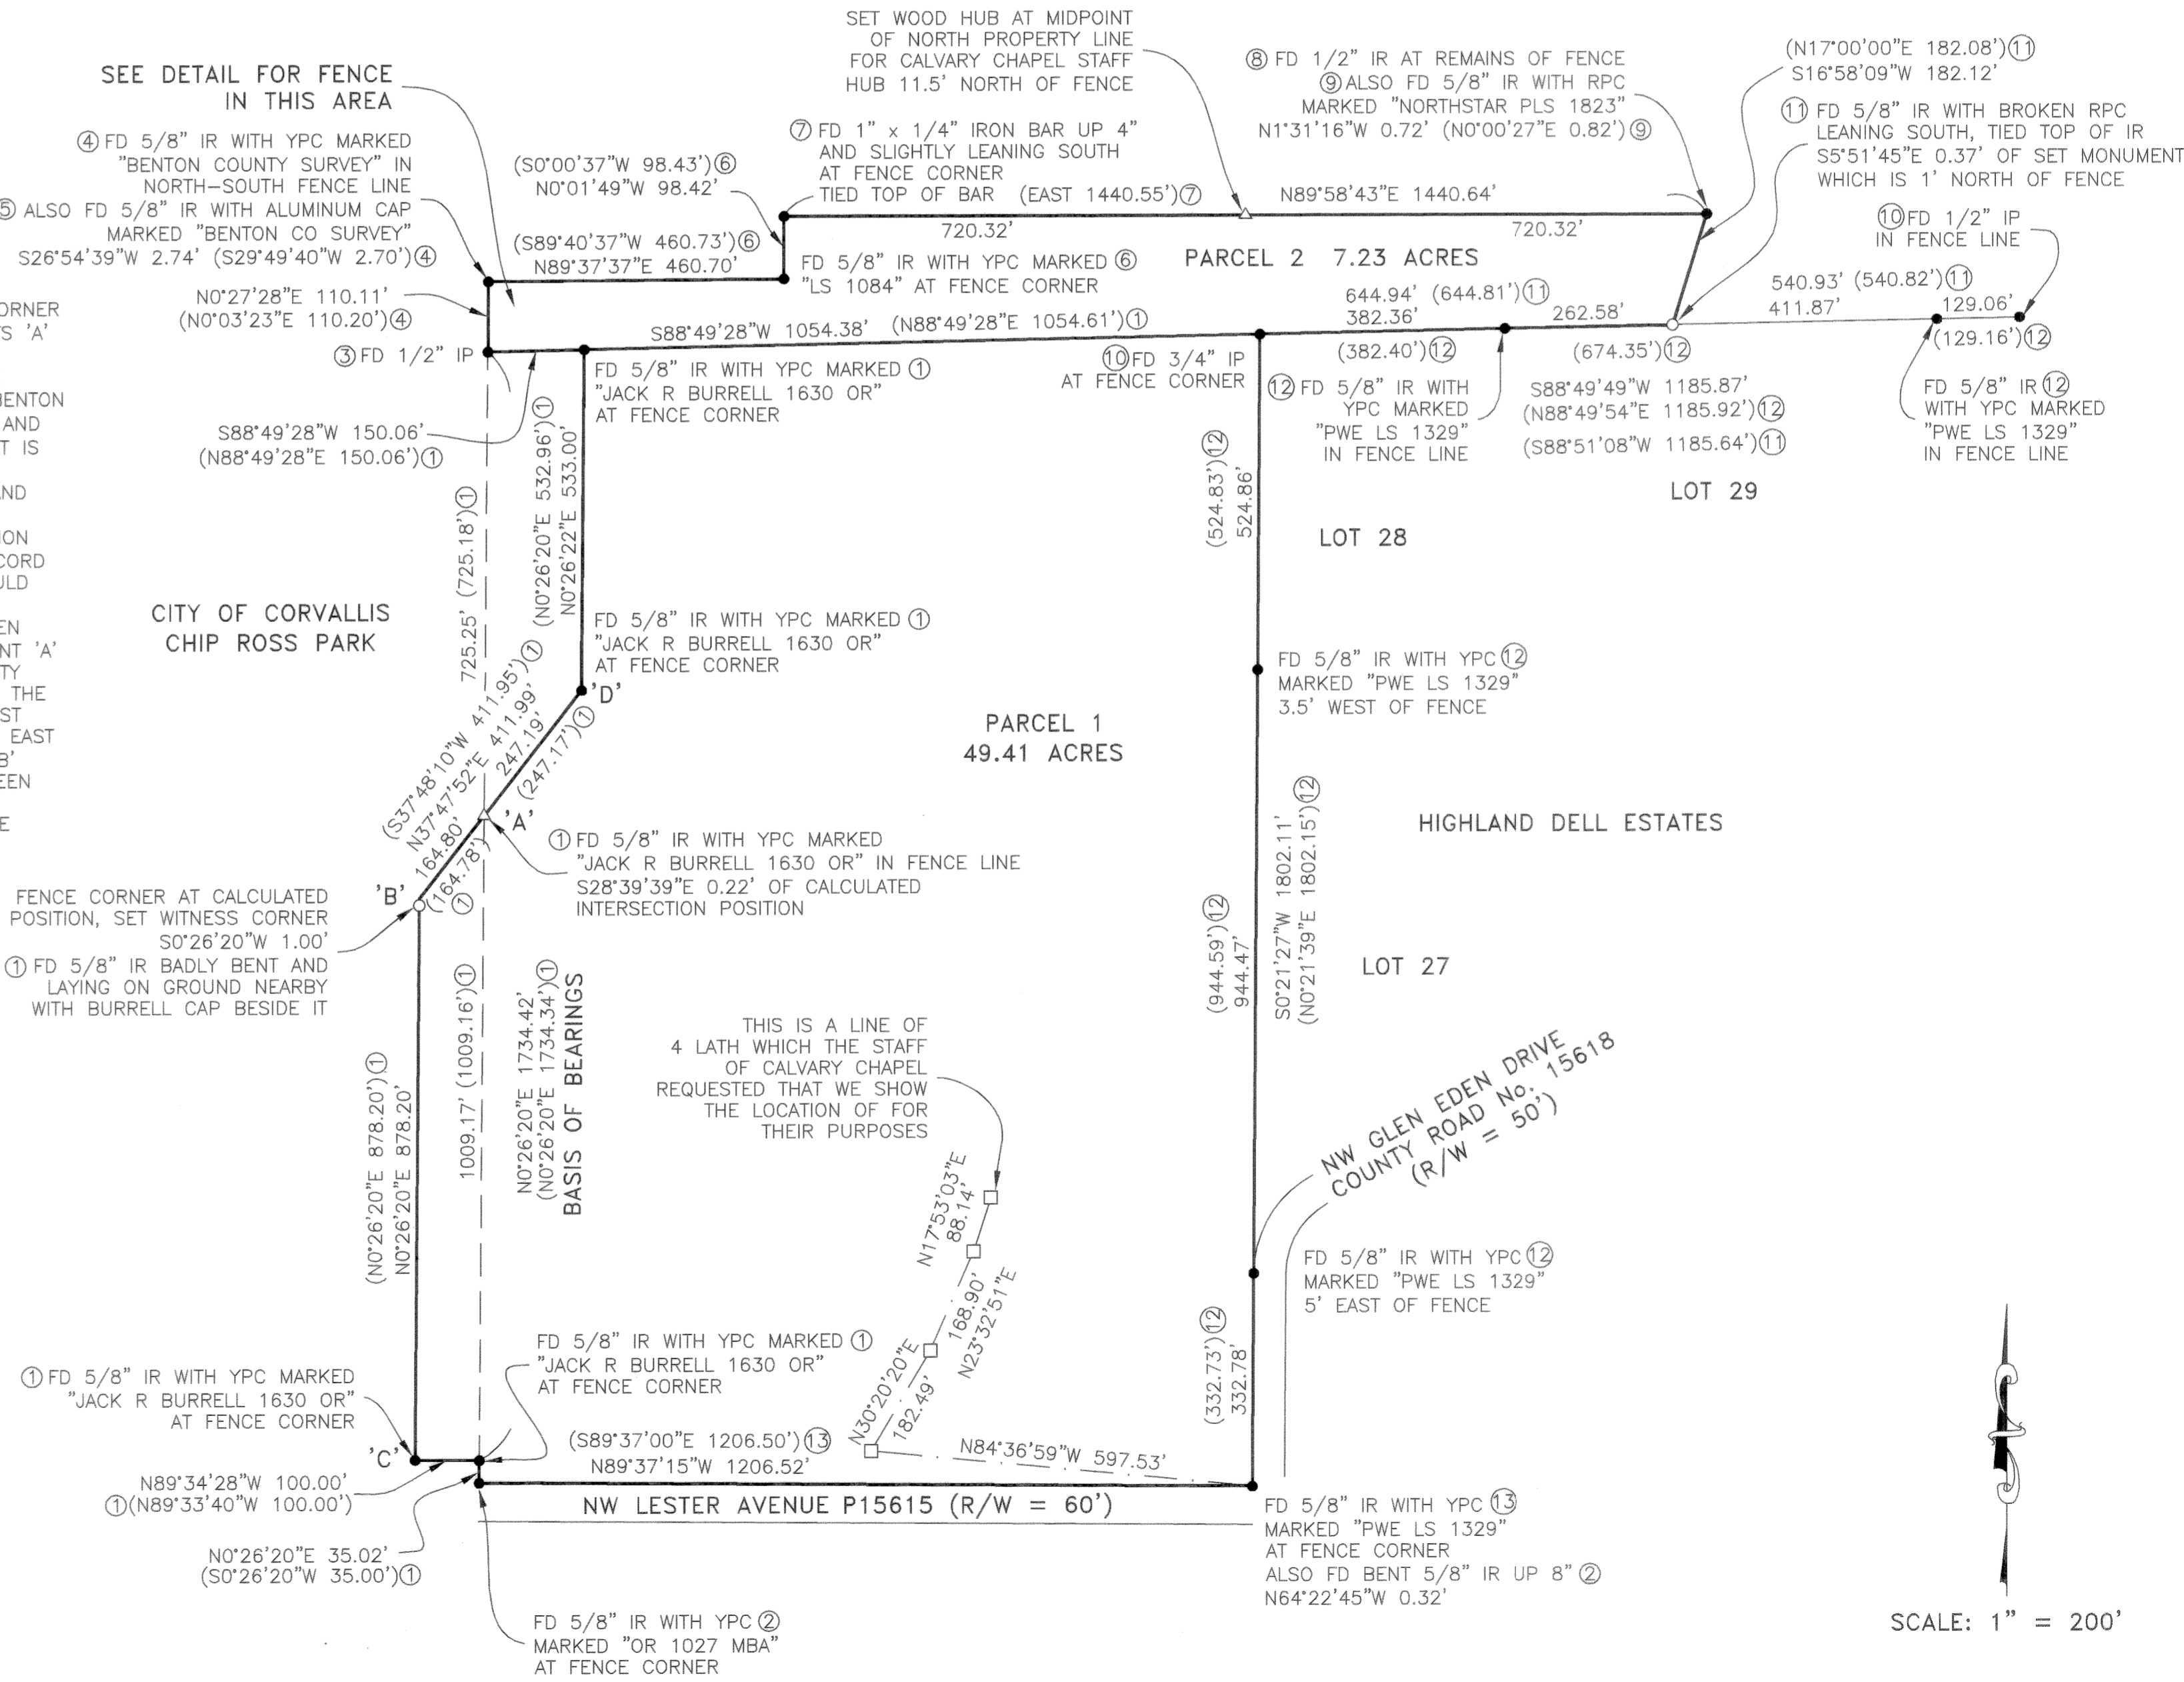 SEE DETAIL FOR FENCE
IN THIS AREA
④ FD 5/8" IR WITH YPC MARKED
"BENTON COUNTY SURVEY" IN
NORTH-SOUTH FENCE LINE
⑤ ALSO FD 5/8" IR WITH ALUMINUM CAP
MARKED "BENTON CO SURVEY"
S26°54'39"W 2.74' (S29°49'40"W 2.70')④
N0°27'28"E 110.11'
(N0°03'23"E 110.20')④
③ FD 1/2" IP
S88°49'28"W 150.06'
(N88°49'28"E 150.06')①
ORNER
S 'A'
BENTON
AND
T IS
AND
ION
CORD
ULD
EN
NT 'A'
TY
THE
ST
EAST
B'
EEN
E
SET WOOD HUB AT MIDPOINT
OF NORTH PROPERTY LINE
FOR CALVARY CHAPEL STAFF
HUB 11.5' NORTH OF FENCE
(S0°00'37"W 98.43')⑥
N0°01'49"W 98.42'
⑦ FD 1" x 1/4" IRON BAR UP 4"
AND SLIGHTLY LEANING SOUTH
AT FENCE CORNER
TIED TOP OF BAR (EAST 1440.55')⑦
N89°58'43"E 1440.64'
720.32'
720.32'
(S89°40'37"W 460.73')⑥
N89°37'37"E 460.70'
FD 5/8" IR WITH YPC MARKED ⑥
"LS 1084" AT FENCE CORNER
PARCEL 2 7.23 ACRES
⑧ FD 1/2" IR AT REMAINS OF FENCE
⑨ ALSO FD 5/8" IR WITH RPC
MARKED "NORTHSTAR PLS 1823"
N1°31'16"W 0.72' (N0°00'27"E 0.82')⑨
(N17°00'00"E 182.08')⑪
S16°58'09"W 182.12'
⑪ FD 5/8" IR WITH BROKEN RPC
LEANING SOUTH, TIED TOP OF IR
S5°51'45"E 0.37' OF SET MONUMENT
WHICH IS 1' NORTH OF FENCE
⑩ FD 1/2" IP
IN FENCE LINE
540.93' (540.82')⑪
411.87'
129.06'
(129.16')⑫
644.94' (644.81')⑪
382.36'
262.58'
(382.40')⑫
(674.35')⑫
S88°49'28"W 1054.38' (N88°49'28"E 1054.61')①
FD 5/8" IR WITH YPC MARKED ①
"JACK R BURRELL 1630 OR"
AT FENCE CORNER
⑩ FD 3/4" IP
AT FENCE CORNER
⑫ FD 5/8" IR WITH
YPC MARKED
"PWE LS 1329"
IN FENCE LINE
S88°49'49"W 1185.87'
(N88°49'54"E 1185.92')⑫
(S88°51'08"W 1185.64')⑪
FD 5/8" IR ⑫
WITH YPC MARKED
"PWE LS 1329"
IN FENCE LINE
LOT 29
LOT 28
(524.83')⑫
524.86'
725.25' (725.18')①
(N0°26'20"E 532.96')①
N0°26'22"E 533.00'
CITY OF CORVALLIS
CHIP ROSS PARK
FD 5/8" IR WITH YPC MARKED ①
"JACK R BURRELL 1630 OR"
AT FENCE CORNER
'D'
(S37°48'10"W 411.95')①
N37°47'52"E 411.99'
247.19'
(247.17')①
164.80'
(164.78')
①
'A'
PARCEL 1
49.41 ACRES
FD 5/8" IR WITH YPC ⑫
MARKED "PWE LS 1329"
3.5' WEST OF FENCE
HIGHLAND DELL ESTATES
① FD 5/8" IR WITH YPC MARKED
"JACK R BURRELL 1630 OR" IN FENCE LINE
S28°39'39"E 0.22' OF CALCULATED
INTERSECTION POSITION
'B'
FENCE CORNER AT CALCULATED
POSITION, SET WITNESS CORNER
S0°26'20"W 1.00'
① FD 5/8" IR BADLY BENT AND
LAYING ON GROUND NEARBY
WITH BURRELL CAP BESIDE IT
(944.59')⑫
944.47'
S0°21'27"W 1802.11'
(N0°21'39"E 1802.15')⑫
LOT 27
(N0°26'20"E 878.20')①
N0°26'20"E 878.20'
1009.17' (1009.16')①
N0°26'20"E 1734.42'
(N0°26'20"E 1734.34')①
BASIS OF BEARINGS
THIS IS A LINE OF
4 LATH WHICH THE STAFF
OF CALVARY CHAPEL
REQUESTED THAT WE SHOW
THE LOCATION OF FOR
THEIR PURPOSES
N17°53'03"E
88.14'
168.90'
N23°32'51"E
N30°20'20"E
182.49'
N84°36'59"W 597.53'
NW GLEN EDEN DRIVE
COUNTY ROAD No. 15618
(R/W = 50')
FD 5/8" IR WITH YPC ⑫
MARKED "PWE LS 1329"
5' EAST OF FENCE
(332.73')⑫
332.78'
① FD 5/8" IR WITH YPC MARKED
"JACK R BURRELL 1630 OR"
AT FENCE CORNER
'C'
FD 5/8" IR WITH YPC MARKED ①
"JACK R BURRELL 1630 OR"
AT FENCE CORNER
(S89°37'00"E 1206.50')⑬
N89°37'15"W 1206.52'
N89°34'28"W 100.00'
①(N89°33'40"W 100.00')
NW LESTER AVENUE P15615 (R/W = 60')
N0°26'20"E 35.02'
(S0°26'20"W 35.00')①
FD 5/8" IR WITH YPC ②
MARKED "OR 1027 MBA"
AT FENCE CORNER
FD 5/8" IR WITH YPC ⑬
MARKED "PWE LS 1329"
AT FENCE CORNER
ALSO FD BENT 5/8" IR UP 8" ②
N64°22'45"W 0.32'
SCALE: 1" = 200'